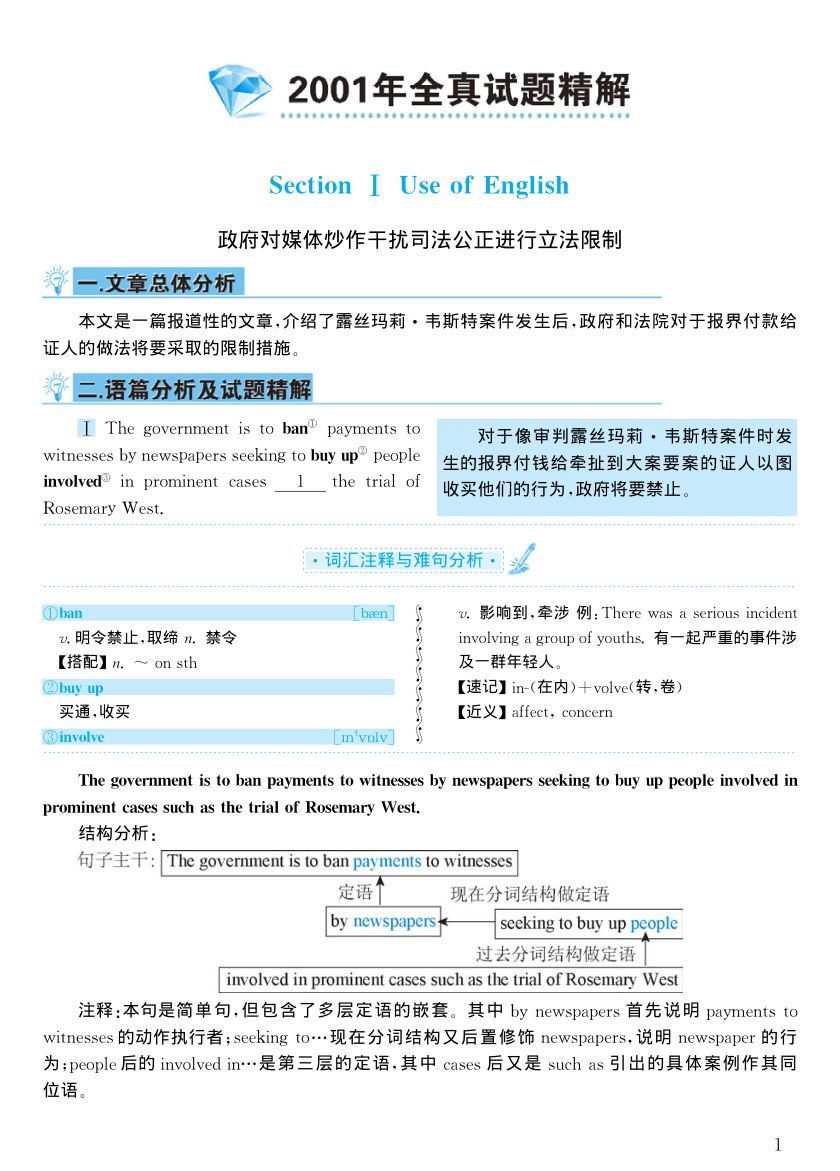 2001年全真试题精解
Section Ⅰ Use of English
政府对媒体炒作干扰司法公正进行立法限制
一.文章总体分析
本文是一篇报道性的文章,介绍了露丝玛莉·韦斯特案件发生后,政府和法院对于报界付款给
证人的做法将要采取的限制措施。
二.语篇分析及试题精解
Ⅰ The government is to ban① payments to
witnesses by newspapers seeking to buy up② people
involved③ in prominent cases 1 the trial of
Rosemary West.
对于像审判露丝玛莉·韦斯特案件时发
生的报界付钱给牵扯到大案要案的证人以图
收买他们的行为,政府将要禁止。
·词汇注释与难句分析·
①ban [bæn]
v. 明令禁止,取缔 n. 禁令
【搭配】n. ~ on sth
②buy up
买通,收买
③involve [ɪnˈvɒlv]
v. 影响到,牵涉 例:There was a serious incident
involving a group of youths. 有一起严重的事件涉
及一群年轻人。
【速记】in-(在内)+volve(转,卷)
【近义】affect, concern
The government is to ban payments to witnesses by newspapers seeking to buy up people involved in
prominent cases such as the trial of Rosemary West.
结构分析:
句子主干: The government is to ban payments to witnesses
定语 现在分词结构做定语
by newspapers seeking to buy up people
过去分词结构做定语
involved in prominent cases such as the trial of Rosemary West
注释:本句是简单句,但包含了多层定语的嵌套。其中 by newspapers 首先说明 payments to
witnesses 的动作执行者;seeking to…现在分词结构又后置修饰 newspapers,说明 newspaper 的行
为;people 后的 involved in…是第三层的定语,其中 cases 后又是 such as 引出的具体案例作其同
位语。
1